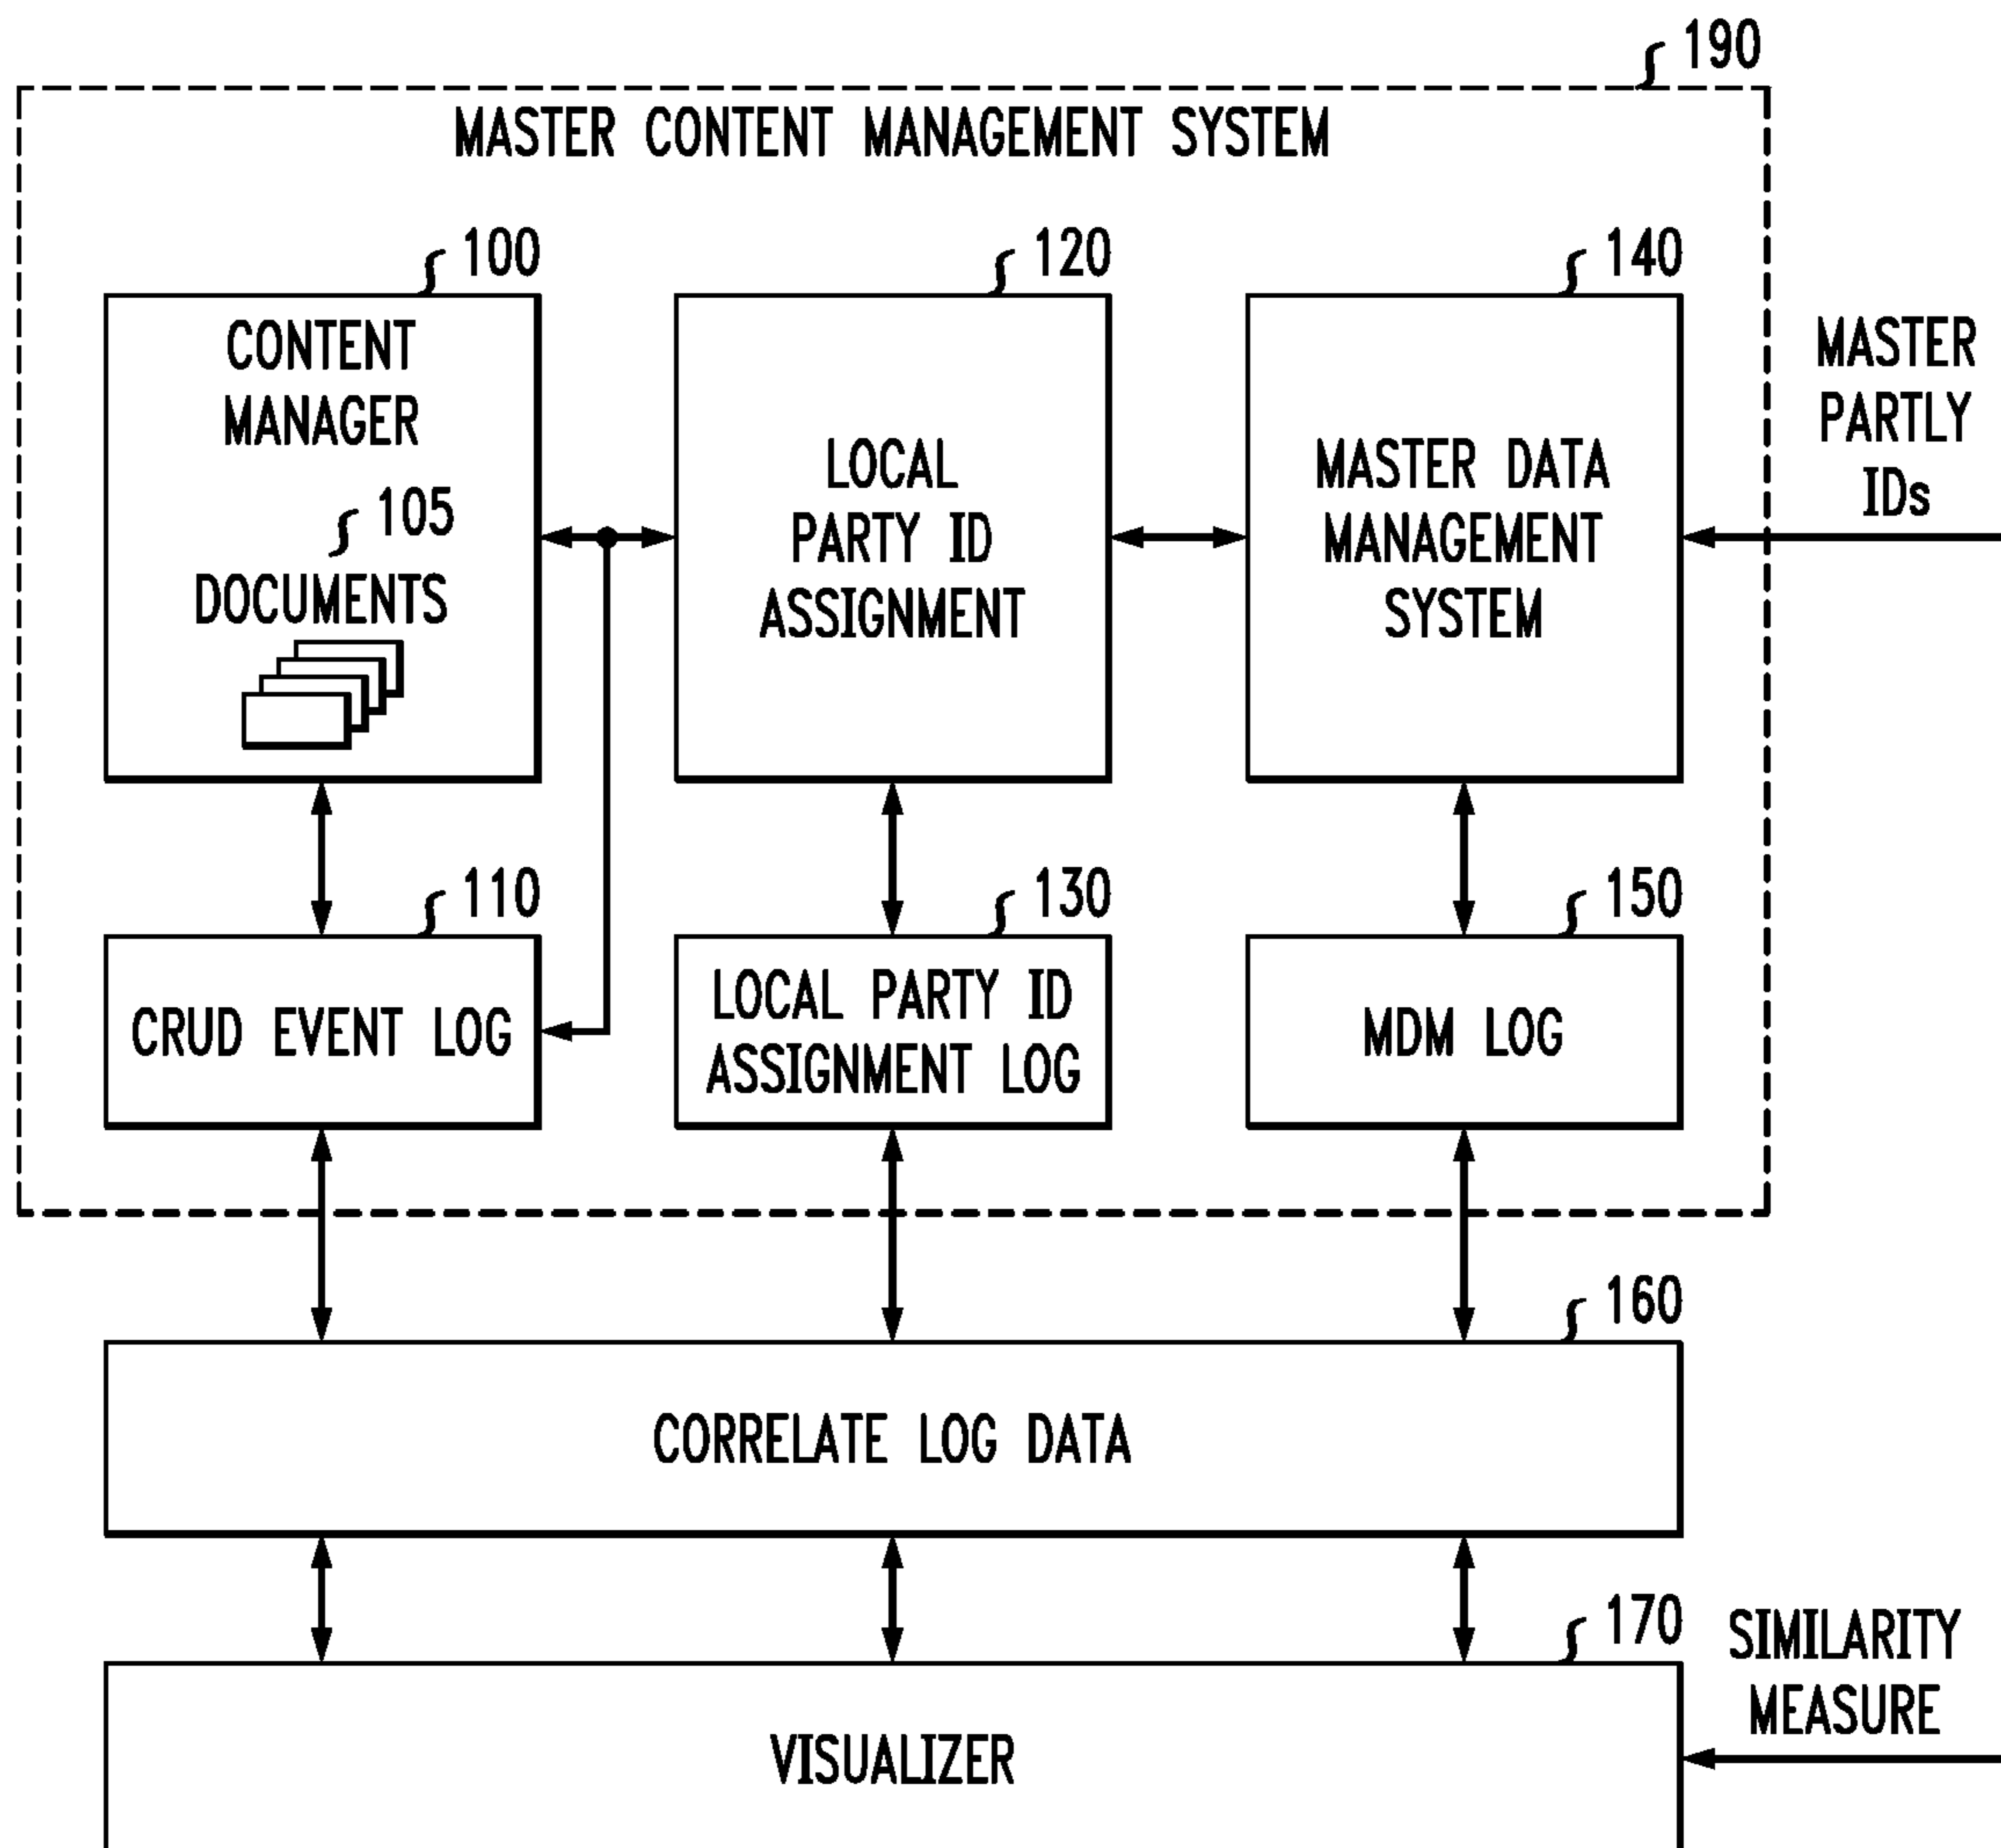 190
MASTER CONTENT MANAGEMENT SYSTEM
100
CONTENT
MANAGER
105
DOCUMENTS
120
LOCAL
PARTY ID
ASSIGNMENT
140
MASTER DATA
MANAGEMENT
SYSTEM
MASTER
PARTLY
IDs
110
CRUD EVENT LOG
130
LOCAL PARTY ID
ASSIGNMENT LOG
150
MDM LOG
160
CORRELATE LOG DATA
170
VISUALIZER
SIMILARITY
MEASURE